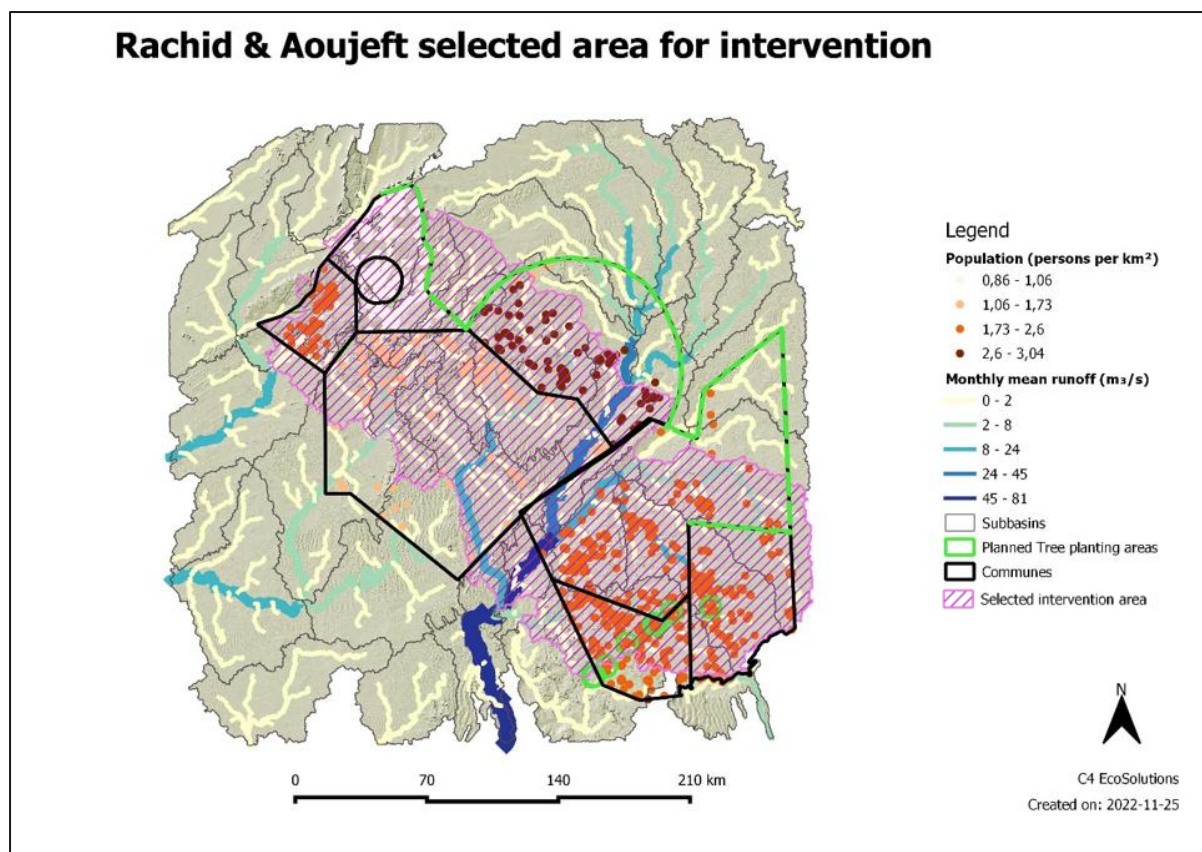 Rachid & Aoujeft selected area for intervention
Legend
Population (persons per km²)
0,86 - 1,06
1,06 - 1,73
1,73 - 2,6
2,6 - 3,04
Monthly mean runoff (m₃/s)
0 - 2
2 - 8
8 - 24
24 - 45
45 - 81
Subbasins
Planned Tree planting areas
Communes
Selected intervention area
N
0 70 140 210 km
C4 EcoSolutions
Created on: 2022-11-25